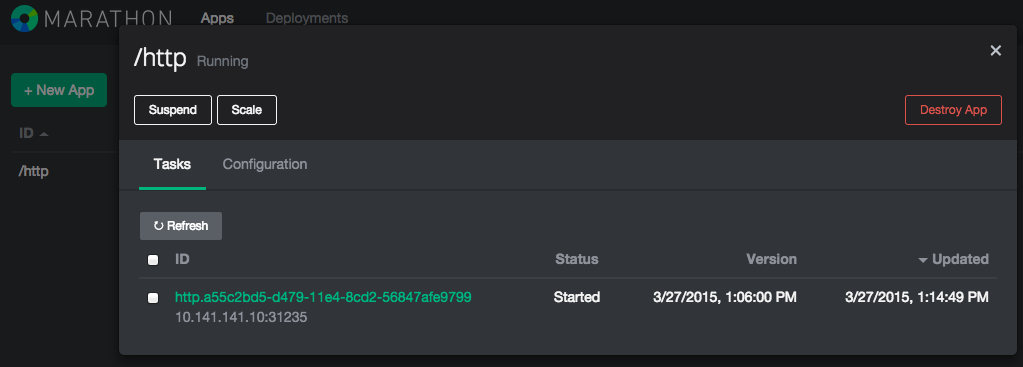 MARATHON Apps Deployments
/http Running ×
+ New App
Suspend Scale Destroy App
ID
Tasks Configuration
/http
↻ Refresh
ID Status Version Updated
http.a55c2bd5-d479-11e4-8cd2-56847afe9799 Started 3/27/2015, 1:06:00 PM 3/27/2015, 1:14:49 PM
10.141.141.10:31235